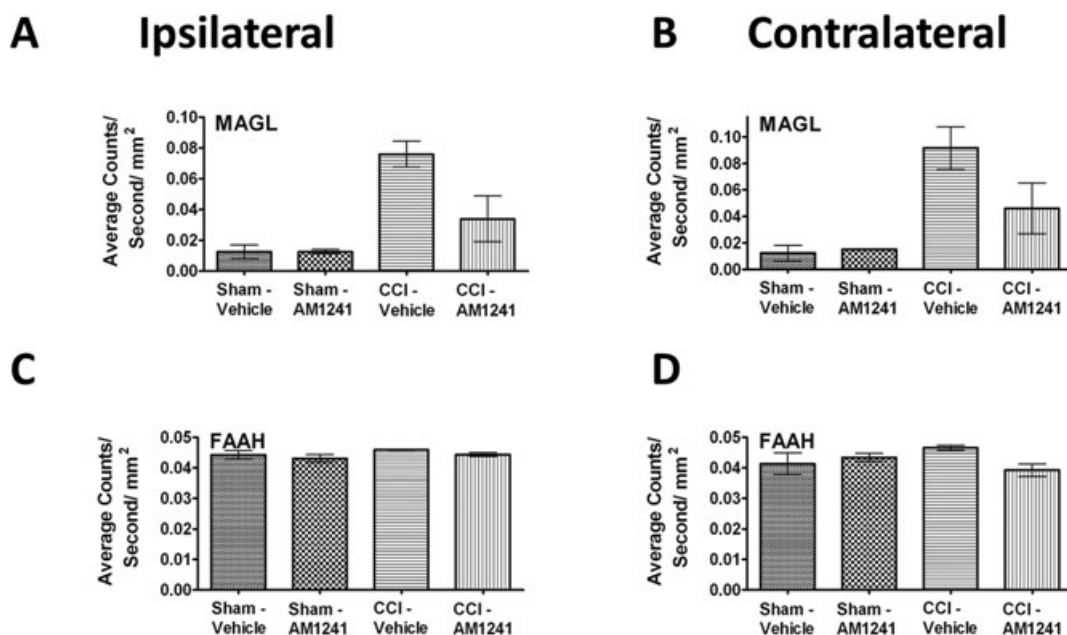 A Ipsilateral
B Contralateral
Average Counts/
Second/ mm²
0.10
0.08
0.06
0.04
0.02
0.00
MAGL
Sham -
Vehicle
Sham -
AM1241
CCI -
Vehicle
CCI -
AM1241
Average Counts/
Second/ mm²
0.10
0.08
0.06
0.04
0.02
0.00
MAGL
Sham -
Vehicle
Sham -
AM1241
CCI -
Vehicle
CCI -
AM1241
C
Average Counts/
Second/ mm²
0.05
0.04
0.03
0.02
0.01
0.00
FAAH
Sham -
Vehicle
Sham -
AM1241
CCI -
Vehicle
CCI -
AM1241
D
Average Counts/
Second/ mm²
0.05
0.04
0.03
0.02
0.01
0.00
FAAH
Sham -
Vehicle
Sham -
AM1241
CCI -
Vehicle
CCI -
AM1241